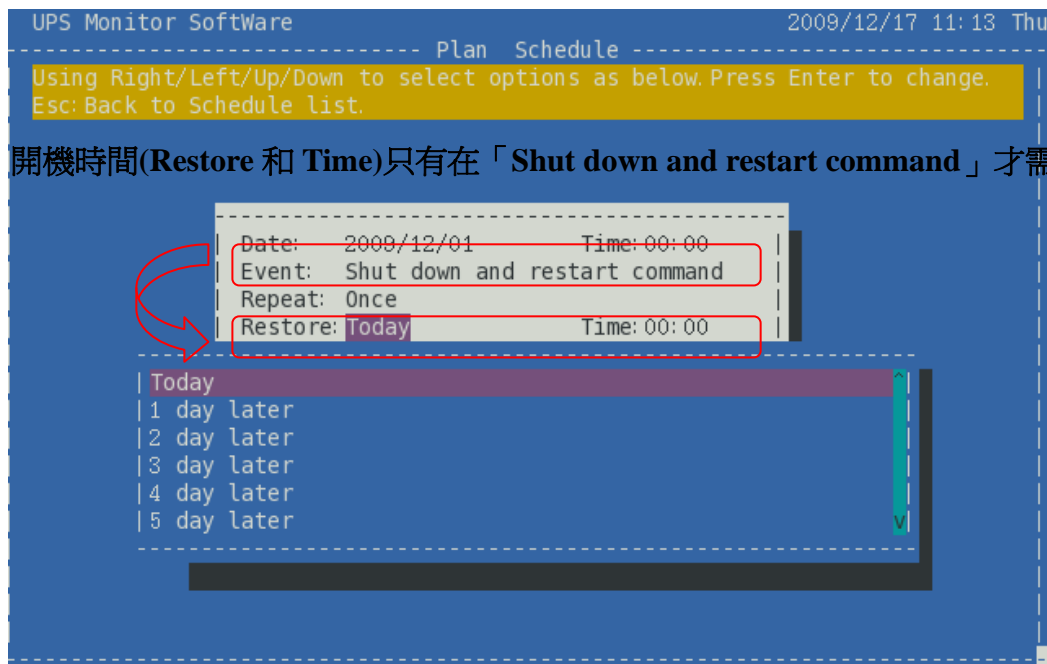 UPS Monitor SoftWare 2009/12/17 11:13 Thu
Plan Schedule
Using Right/Left/Up/Down to select options as below. Press Enter to change.
Esc: Back to Schedule list.
開機時間(Restore 和 Time)只有在「Shut down and restart command」才需
Date: 2009/12/01 Time: 00:00
Event: Shut down and restart command
Repeat: Once
Restore: Today Time: 00:00
Today ^
1 day later
2 day later
3 day later
4 day later
5 day later v